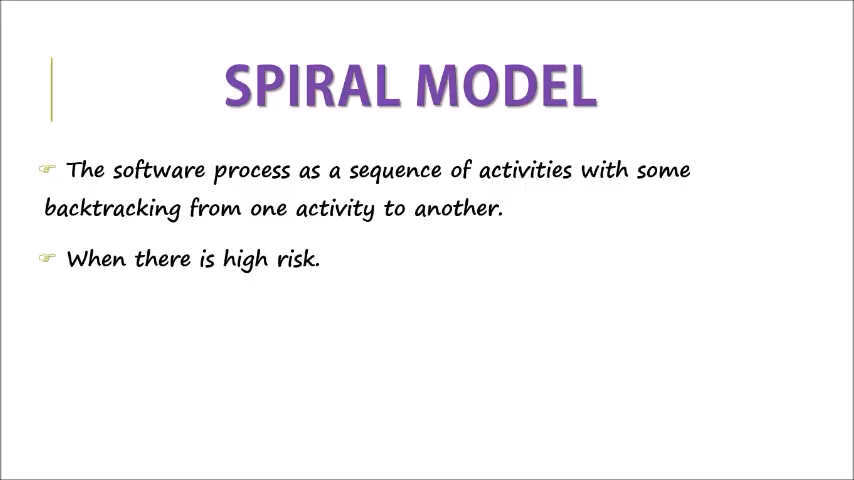 SPIRAL MODEL
☞ The software process as a sequence of activities with some
backtracking from one activity to another.
☞ When there is high risk.